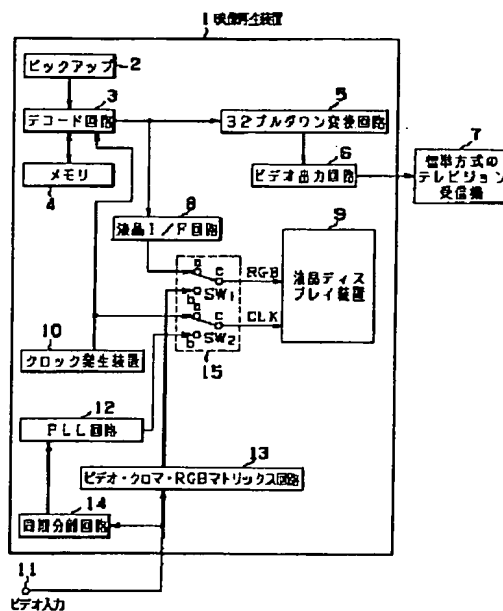 1 映像再生装置
ピックアップ 2
3
デコード回路
メモリ
4
5
32プルダウン変換回路
6
ビデオ出力回路
7
標準方式の
テレビジョン
受信機
8
液晶I/F回路
9
液晶ディス
プレイ装置
a
c RGB
b SW1
a
c CLK
b SW2
15
10
クロック発生装置
12
PLL回路
13
ビデオ・クロマ・RGBマトリックス回路
14
同期分離回路
11
ビデオ入力